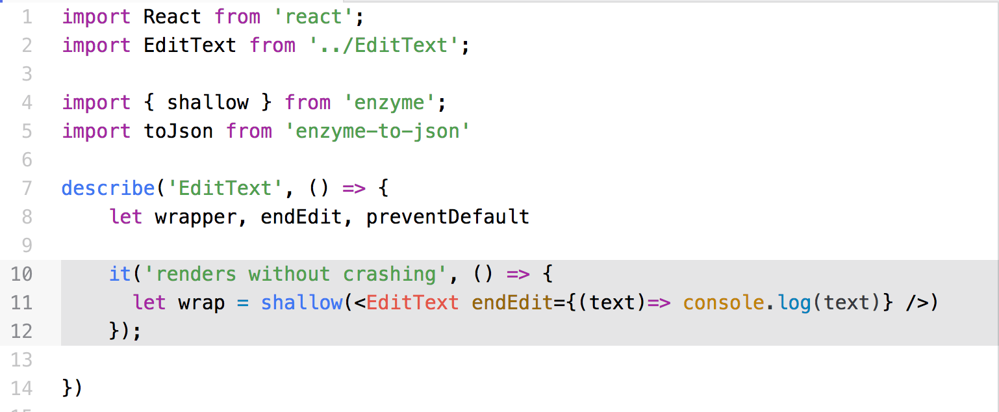 1 import React from 'react';
2 import EditText from '../EditText';
3
4 import { shallow } from 'enzyme';
5 import toJson from 'enzyme-to-json'
6
7 describe('EditText', () => {
8 let wrapper, endEdit, preventDefault
9
10 it('renders without crashing', () => {
11 let wrap = shallow(<EditText endEdit={(text)=> console.log(text)} />)
12 });
13
14 })
15